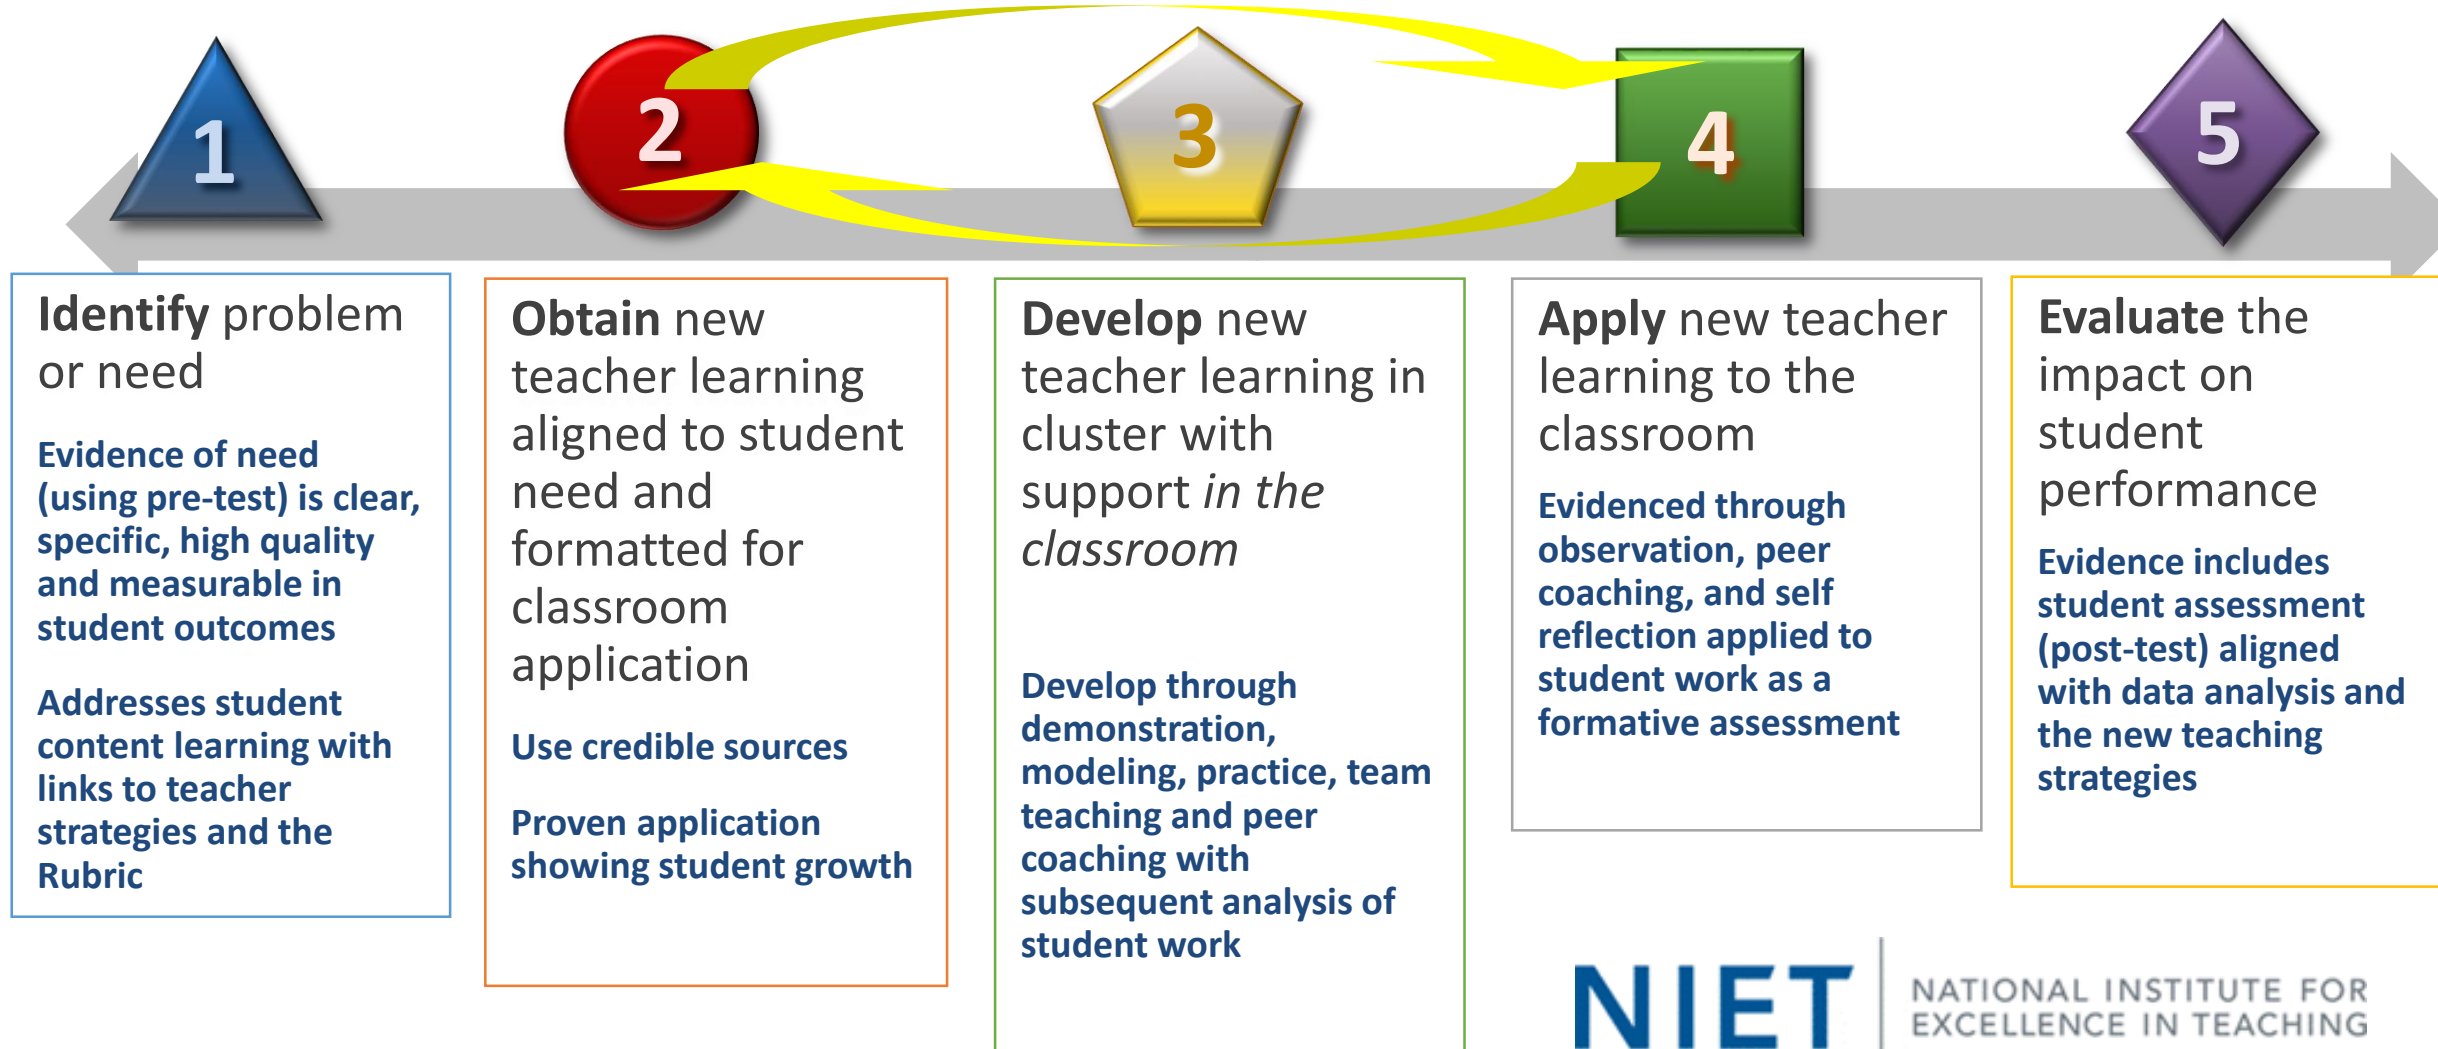 1
2
3
4
5
Identify problem
or need
Evidence of need
(using pre-test) is clear,
specific, high quality
and measurable in
student outcomes
Addresses student
content learning with
links to teacher
strategies and the
Rubric
Obtain new
teacher learning
aligned to student
need and
formatted for
classroom
application
Use credible sources
Proven application
showing student growth
Develop new
teacher learning in
cluster with
support in the
classroom
Develop through
demonstration,
modeling, practice, team
teaching and peer
coaching with
subsequent analysis of
student work
Apply new teacher
learning to the
classroom
Evidenced through
observation, peer
coaching, and self
reflection applied to
student work as a
formative assessment
Evaluate the
impact on
student
performance
Evidence includes
student assessment
(post-test) aligned
with data analysis and
the new teaching
strategies
NIET
NATIONAL INSTITUTE FOR
EXCELLENCE IN TEACHING